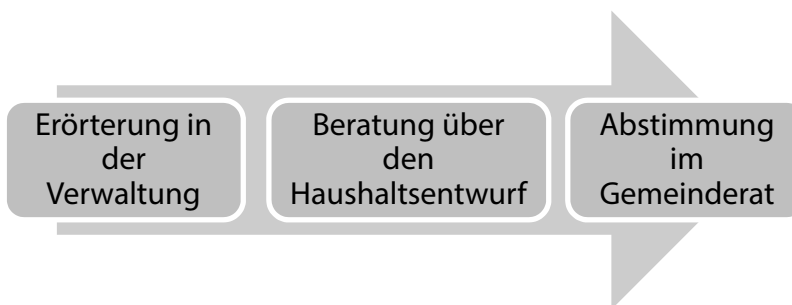 Erörterung in
der
Verwaltung
Beratung über
den
Haushaltsentwurf
Abstimmung
im
Gemeinderat